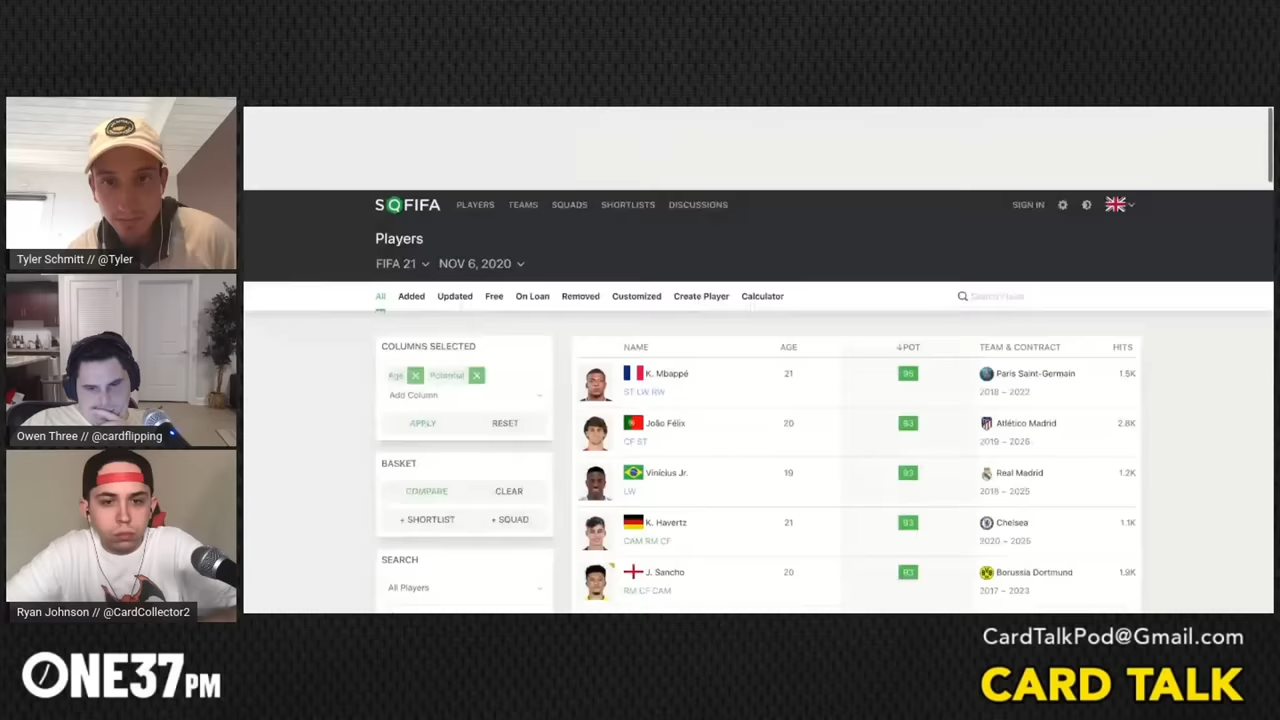 Tyler Schmitt // @Tyler
Owen Three // @cardflipping
Ryan Johnson // @CardCollector2
SOFIFA PLAYERS TEAMS SQUADS SHORTLISTS DISCUSSIONS SIGN IN
Players
FIFA 21 NOV 6, 2020
All Added Updated Free On Loan Removed Customized Create Player Calculator
COLUMNS SELECTED
Age Potential
Add Column
APPLY RESET
BASKET
COMPARE CLEAR
+ SHORTLIST + SQUAD
SEARCH
All Players
NAME AGE ↓POT TEAM & CONTRACT HITS
K. Mbappé 21 Paris Saint-Germain 1.5K
ST LW RW 2018 – 2022
João Félix 20 93 Atlético Madrid 2.8K
CF ST 2019 – 2026
Vinícius Jr. 19 93 Real Madrid 1.2K
LW 2018 – 2025
K. Havertz 21 93 Chelsea 1.1K
CAM RM CF 2020 – 2025
J. Sancho 20 93 Borussia Dortmund 1.9K
RM CF CAM 2017 – 2023
ONE37PM
CardTalkPod@Gmail.com
CARD TALK